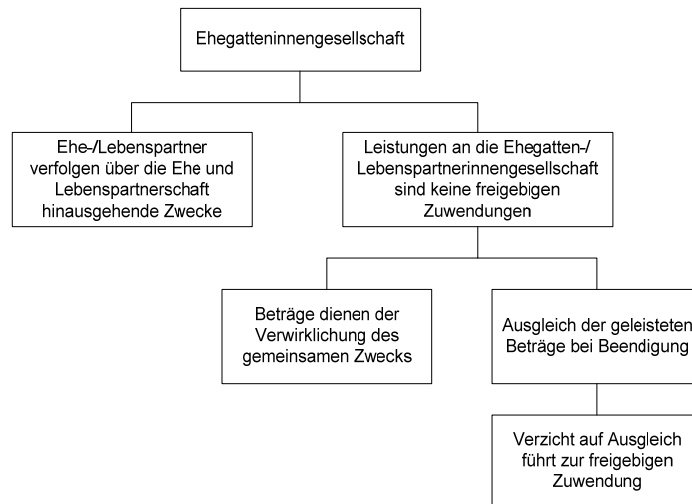 Ehegatteninnengesellschaft
Ehe-/Lebenspartner
verfolgen über die Ehe und
Lebenspartnerschaft
hinausgehende Zwecke
Leistungen an die Ehegatten-/
Lebenspartnerinnengesellschaft
sind keine freigebigen
Zuwendungen
Beträge dienen der
Verwirklichung des
gemeinsamen Zwecks
Ausgleich der geleisteten
Beträge bei Beendigung
Verzicht auf Ausgleich
führt zur freigebigen
Zuwendung